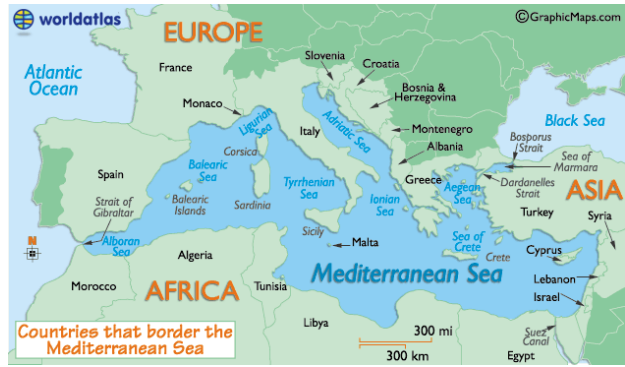 worldatlas
©GraphicMaps.com
EUROPE
Atlantic
Ocean
France
Slovenia
Croatia
Bosnia &
Herzegovina
Monaco
Ligurian
Sea
Italy
Adriatic Sea
Montenegro
Albania
Black Sea
Bosporus
Strait
Sea of
Marmara
Corsica
Spain
Balearic
Sea
Tyrrhenian
Sea
Ionian
Sea
Greece
Aegean
Sea
Dardanelles
Strait
ASIA
Turkey
Syria
Strait of
Gibraltar
Balearic
Islands
Sardinia
Alboran
Sea
Sicily
Malta
Sea of
Crete
Crete
Cyprus
N
Algeria
Mediterranean Sea
Lebanon
Morocco
AFRICA
Tunisia
Israel
Countries that border the
Mediterranean Sea
Libya
300 mi
300 km
Suez
Canal
Egypt